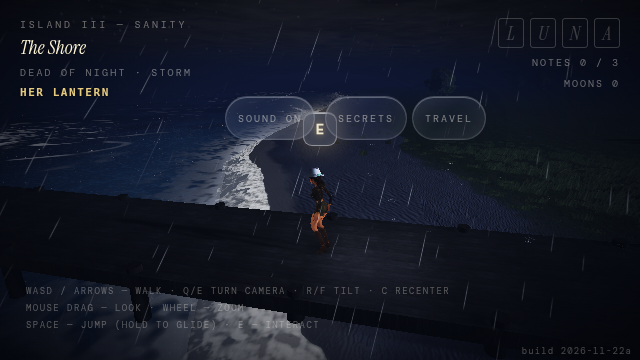 ISLAND III — SANITY
The Shore
DEAD OF NIGHT · STORM
HER LANTERN
L U N A
NOTES 0 / 3
MOONS 0
SOUND ON
E
SECRETS
TRAVEL
WASD / ARROWS — WALK · Q/E TURN CAMERA · R/F TILT · C RECENTER
MOUSE DRAG — LOOK · WHEEL — ZOOM
SPACE — JUMP (HOLD TO GLIDE) · E — INTERACT
build 2026-11-22a